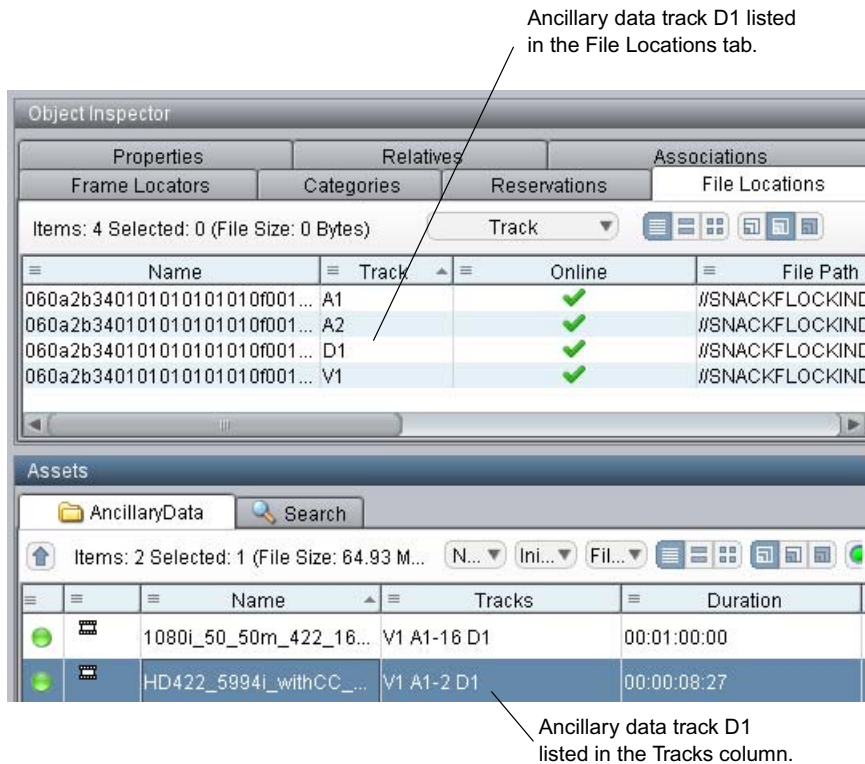 Ancillary data track D1 listed
in the File Locations tab.
Object Inspector
Properties Relatives Associations
Frame Locators Categories Reservations File Locations
Items: 4 Selected: 0 (File Size: 0 Bytes) Track
Name Track Online File Path
060a2b340101010101010f001... A1 //SNACKFLOCKIND
060a2b340101010101010f001... A2 //SNACKFLOCKIND
060a2b340101010101010f001... D1 //SNACKFLOCKIND
060a2b340101010101010f001... V1 //SNACKFLOCKIND
Assets
AncillaryData Search
Items: 2 Selected: 1 (File Size: 64.93 M... N... Ini... Fil...
Name Tracks Duration
1080i_50_50m_422_16... V1 A1-16 D1 00:01:00:00
HD422_5994i_withCC_... V1 A1-2 D1 00:00:08:27
Ancillary data track D1
listed in the Tracks column.